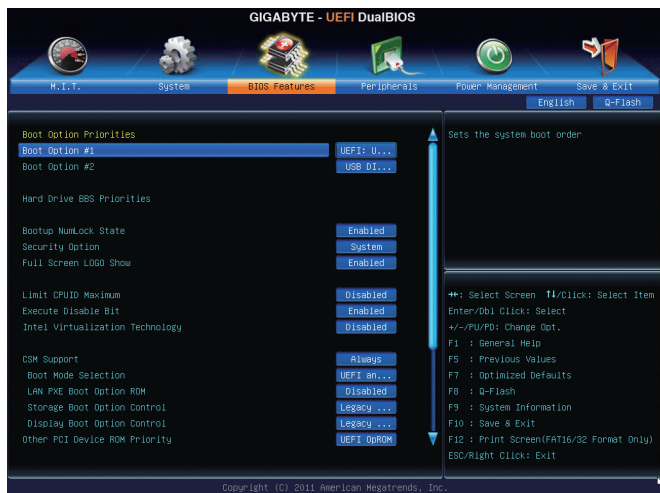 GIGABYTE - UEFI DualBIOS
M.I.T.
System
BIOS Features
Peripherals
Power Management
Save & Exit
English
Q-Flash
Boot Option Priorities
Boot Option #1 UEFI: U...
Boot Option #2 USB DI...
Hard Drive BBS Priorities
Bootup NumLock State Enabled
Security Option System
Full Screen LOGO Show Enabled
Limit CPUID Maximum Disabled
Execute Disable Bit Enabled
Intel Virtualization Technology Disabled
CSM Support Always
Boot Mode Selection UEFI an...
LAN PXE Boot Option ROM Disabled
Storage Boot Option Control Legacy ...
Display Boot Option Control Legacy ...
Other PCI Device ROM Priority UEFI OpROM
Sets the system boot order
→←: Select Screen ↑↓/Click: Select Item
Enter/Dbl Click: Select
+/-/PU/PD: Change Opt.
F1 : General Help
F5 : Previous Values
F7 : Optimized Defaults
F8 : Q-Flash
F9 : System Information
F10 : Save & Exit
F12 : Print Screen(FAT16/32 Format Only)
ESC/Right Click: Exit
Copyright (C) 2011 American Megatrends, Inc.